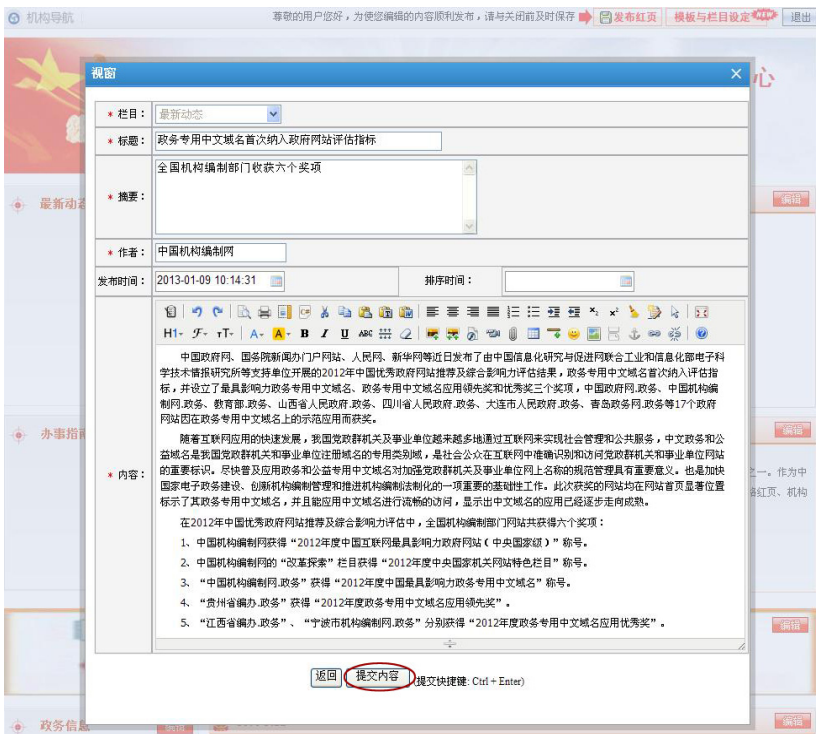 机构导航
尊敬的用户您好，为使您编辑的内容顺利发布，请与关闭前及时保存 发布红页 模板与栏目设定 退出
心
视窗
* 栏目： 最新动态
* 标题： 政务专用中文域名首次纳入政府网站评估指标
* 摘要： 全国机构编制部门收获六个奖项
最新动态
编辑
* 作者： 中国机构编制网
发布时间： 2013-01-09 10:14:31 排序时间：
H1 F TT A A B I U ABC
中国政府网、国务院新闻办门户网站、人民网、新华网等近日发布了由中国信息化研究与促进网联合工业和信息化部电子科
学技术情报研究所等支持单位开展的2012年中国优秀政府网站推荐及综合影响力评估结果，政务专用中文域名首次纳入评估指
标，并设立了最具影响力政务专用中文域名、政务专用中文域名应用领先奖和优秀奖三个奖项，中国政府网.政务、中国机构编
制网.政务、教育部.政务、山西省人民政府.政务、四川省人民政府.政务、大连市人民政府.政务、青岛政务网.政务等17个政府
网站因在政务专用中文域名上的示范应用而获奖。
随着互联网应用的快速发展，我国党政群机关及事业单位越来越多地通过互联网来实现社会管理和公共服务，中文政务和公
益域名是我国党政群机关和事业单位注册域名的专用类别域，是社会公众在互联网中准确识别和访问党政群机关和事业单位网站
的重要标识。尽快普及应用政务和公益专用中文域名对加强党政群机关及事业单位网上名称的规范管理具有重要意义。也是加快
国家电子政务建设、创新机构编制管理和推进机构编制法制化的一项重要的基础性工作。此次获奖的网站均在网站首页显著位置
标示了其政务专用中文域名，并且能应用中文域名进行流畅的访问，显示出中文域名的应用已经逐步走向成熟。
在2012年中国优秀政府网站推荐及综合影响力评估中，全国机构编制部门网站共获得六个奖项：
1、中国机构编制网获得“2012年度中国互联网最具影响力政府网站（中央国家级）”称号。
2、中国机构编制网的“改革探索”栏目获得“2012年度中央国家机关网站特色栏目”称号。
3、“中国机构编制网.政务”获得“2012年度中国最具影响力政务专用中文域名”称号。
4、“贵州省编办.政务”获得“2012年度政务专用中文域名应用领先奖”。
5、“江西省编办.政务”、“宁波市机构编制网.政务”分别获得“2012年度政务专用中文域名应用优秀奖”。
* 内容：
办事指南
编辑
之一。作为中
络红页、机构
编辑
返回 提交内容 (提交快捷键: Ctrl + Enter)
政务信息
编辑
编辑